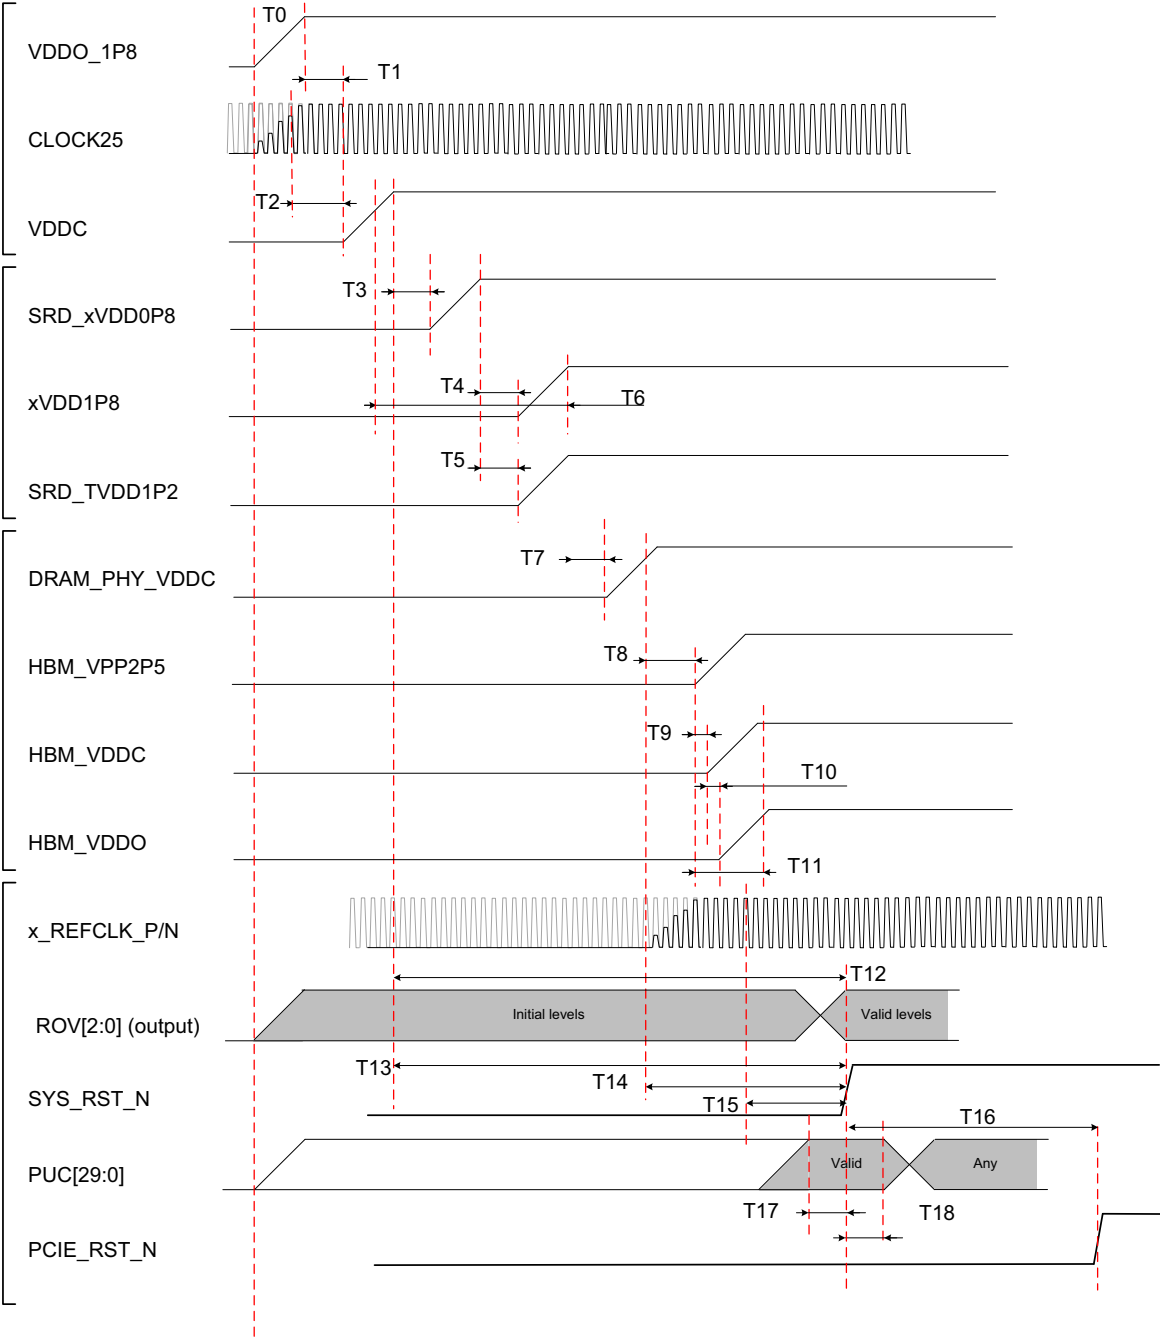 T0
VDDO_1P8
T1
CLOCK25
T2
VDDC
T3
SRD_xVDD0P8
T4
xVDD1P8
T6
T5
SRD_TVDD1P2
T7
DRAM_PHY_VDDC
T8
HBM_VPP2P5
T9
HBM_VDDC
T10
HBM_VDDO
T11
x_REFCLK_P/N
T12
ROV[2:0] (output)
Initial levels
Valid levels
T13
T14
SYS_RST_N
T15
T16
PUC[29:0]
Valid
Any
T17
T18
PCIE_RST_N